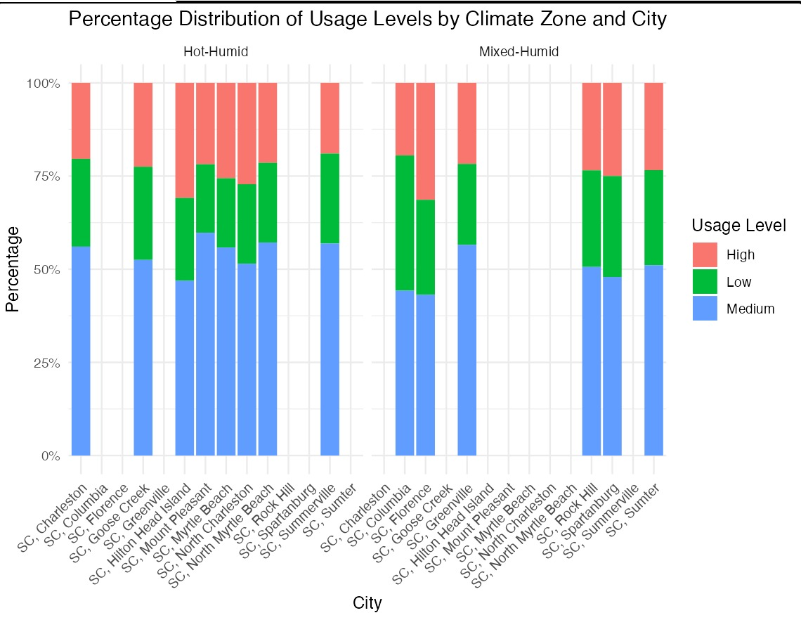 Percentage Distribution of Usage Levels by Climate Zone and City
Hot-Humid
Mixed-Humid
100%
75%
50%
25%
0%
Percentage
SC, Charleston
SC, Columbia
SC, Florence
SC, Goose Creek
SC, Greenville
SC, Hilton Head Island
SC, Mount Pleasant
SC, Myrtle Beach
SC, North Charleston
SC, North Myrtle Beach
SC, Rock Hill
SC, Spartanburg
SC, Summerville
SC, Sumter
SC, Charleston
SC, Columbia
SC, Florence
SC, Goose Creek
SC, Greenville
SC, Hilton Head Island
SC, Mount Pleasant
SC, Myrtle Beach
SC, North Charleston
SC, North Myrtle Beach
SC, Rock Hill
SC, Spartanburg
SC, Summerville
SC, Sumter
City
Usage Level
High
Low
Medium